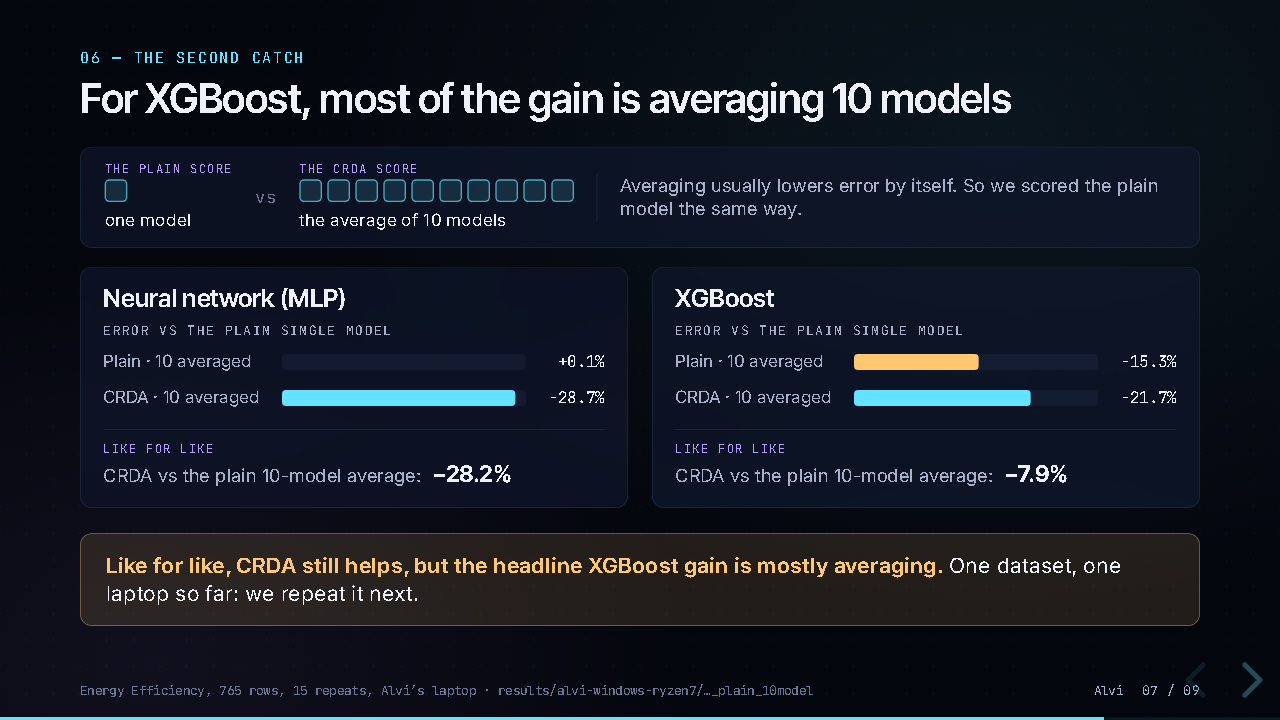 06 — THE SECOND CATCH
For XGBoost, most of the gain is averaging 10 models
THE PLAIN SCORE
one model
vs
THE CRDA SCORE
the average of 10 models
Averaging usually lowers error by itself. So we scored the plain
model the same way.
Neural network (MLP)
ERROR VS THE PLAIN SINGLE MODEL
Plain · 10 averaged +0.1%
CRDA · 10 averaged -28.7%
LIKE FOR LIKE
CRDA vs the plain 10-model average: −28.2%
XGBoost
ERROR VS THE PLAIN SINGLE MODEL
Plain · 10 averaged -15.3%
CRDA · 10 averaged -21.7%
LIKE FOR LIKE
CRDA vs the plain 10-model average: −7.9%
Like for like, CRDA still helps, but the headline XGBoost gain is mostly averaging. One dataset, one
laptop so far: we repeat it next.
Energy Efficiency, 765 rows, 15 repeats, Alvi’s laptop · results/alvi-windows-ryzen7/…_plain_10model
Alvi 07 / 09